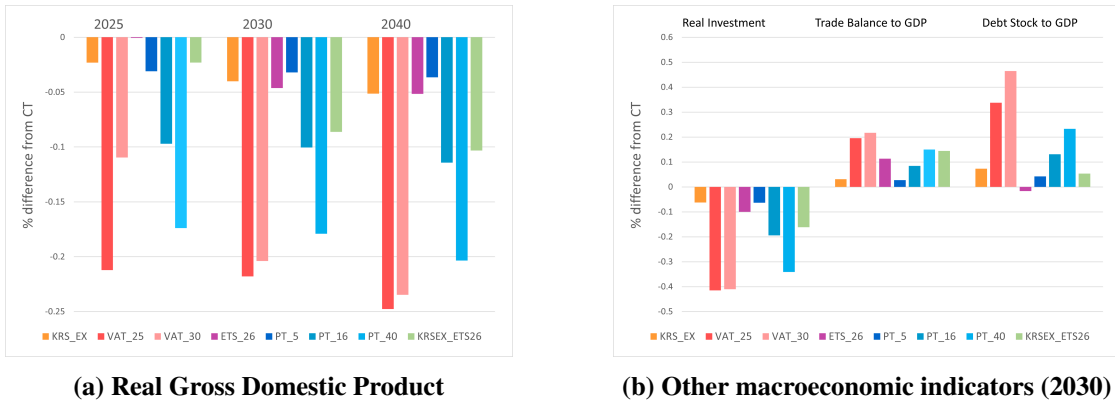 2025 2030 2040
0
-0.05
-0.1
-0.15
-0.2
-0.25
% difference from CT
KRS_EX VAT_25 VAT_30 ETS_26 PT_5 PT_16 PT_40 KRSEX_ETS26
(a) Real Gross Domestic Product
Real Investment Trade Balance to GDP Debt Stock to GDP
0.6
0.5
0.4
0.3
0.2
0.1
0
-0.1
-0.2
-0.3
-0.4
-0.5
% difference from CT
KRS_EX VAT_25 VAT_30 ETS_26 PT_5 PT_16 PT_40 KRSEX_ETS26
(b) Other macroeconomic indicators (2030)